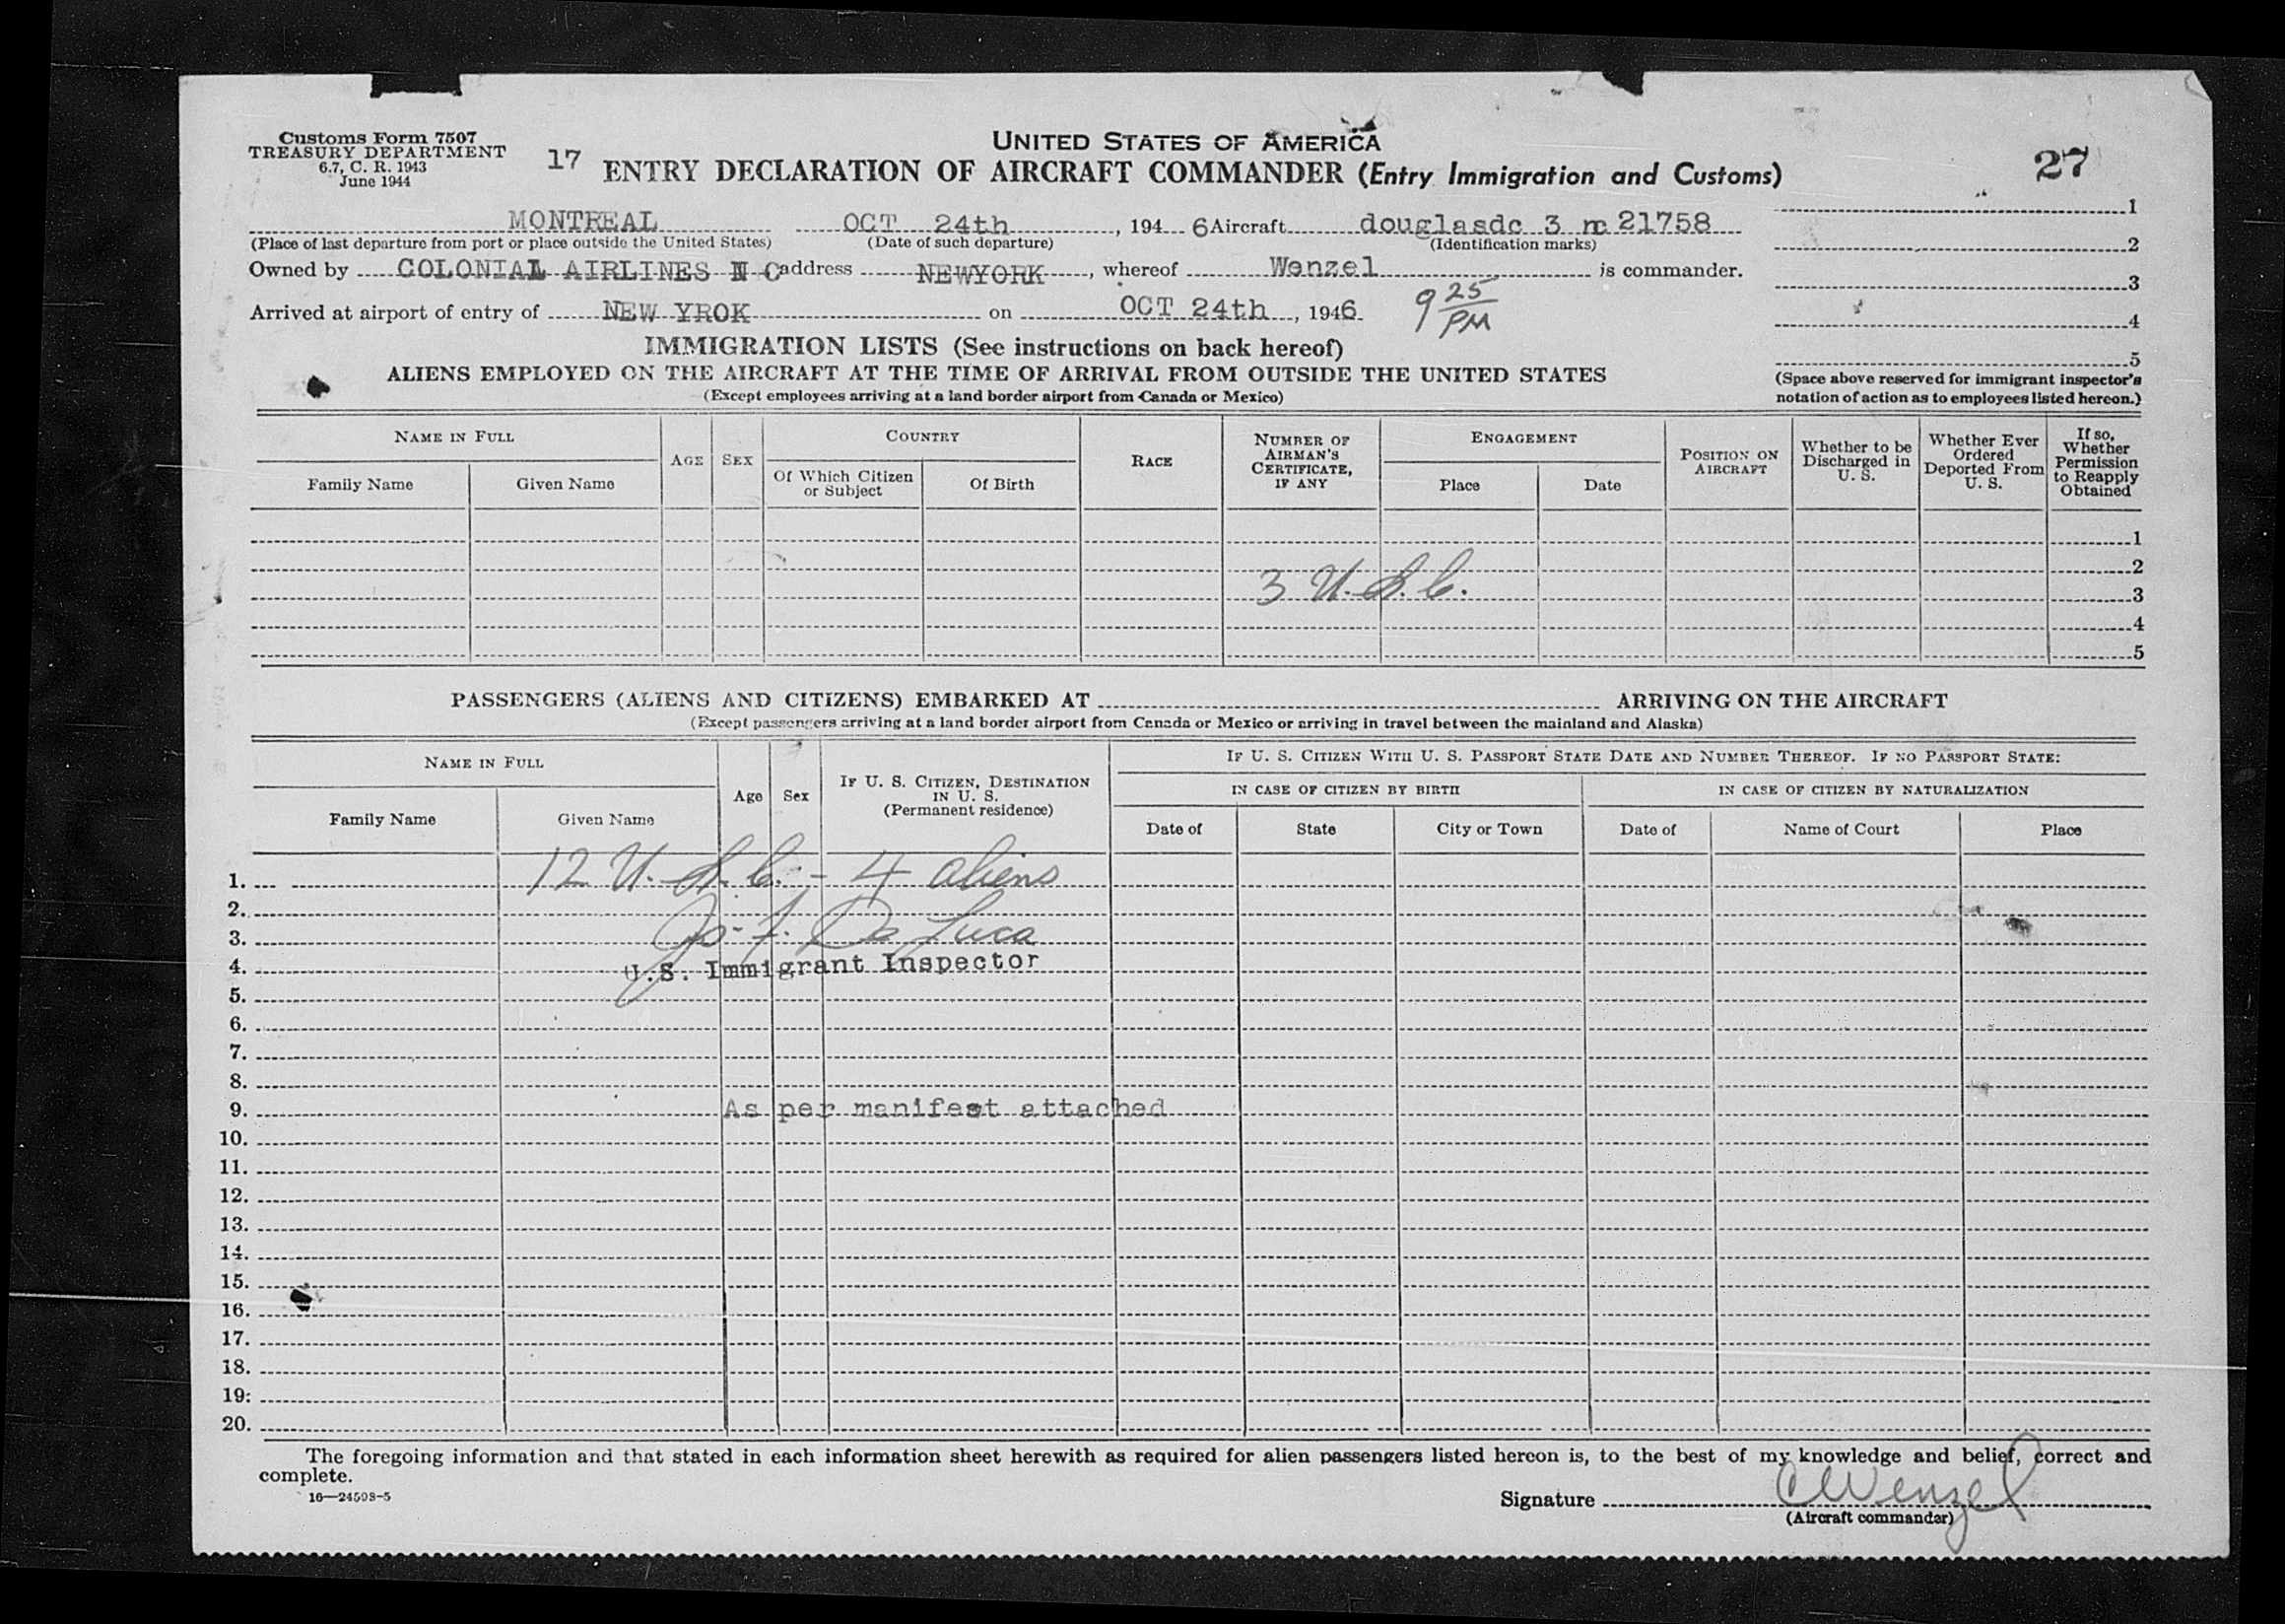 Customs Form 7507
TREASURY DEPARTMENT
6.7, C. R. 1943
June 1944
17
UNITED STATES OF AMERICA
ENTRY DECLARATION OF AIRCRAFT COMMANDER (Entry Immigration and Customs)
27
MONTREAL OCT 24th, 194 6 Aircraft douglasdc 3 nc 21758
(Place of last departure from port or place outside the United States) (Date of such departure) (Identification marks)
Owned by COLONIAL AIRLINES N C address NEWYORK, whereof Wenzel is commander.
Arrived at airport of entry of NEW YROK on OCT 24th, 1946 9 25 PM
1
2
3
4
5
(Space above reserved for immigrant inspector's
notation of action as to employees listed hereon.)
IMMIGRATION LISTS (See instructions on back hereof)
ALIENS EMPLOYED ON THE AIRCRAFT AT THE TIME OF ARRIVAL FROM OUTSIDE THE UNITED STATES
(Except employees arriving at a land border airport from Canada or Mexico)
NAME IN FULL
Family Name Given Name
AGE
SEX
COUNTRY
Of Which Citizen or Subject
Of Birth
RACE
NUMBER OF AIRMAN'S CERTIFICATE, IF ANY
ENGAGEMENT
Place Date
POSITION ON AIRCRAFT
Whether to be Discharged in U. S.
Whether Ever Ordered Deported From U. S.
If so, Whether Permission to Reapply Obtained
1
2
3 U.S.C.
3
4
5
PASSENGERS (ALIENS AND CITIZENS) EMBARKED AT ARRIVING ON THE AIRCRAFT
(Except passengers arriving at a land border airport from Canada or Mexico or arriving in travel between the mainland and Alaska)
NAME IN FULL
Family Name Given Name
Age
Sex
IF U. S. CITIZEN, DESTINATION IN U. S.
(Permanent residence)
IF U. S. CITIZEN WITH U. S. PASSPORT STATE DATE AND NUMBER THEREOF. IF NO PASSPORT STATE:
IN CASE OF CITIZEN BY BIRTH
IN CASE OF CITIZEN BY NATURALIZATION
Date of State City or Town Date of Name of Court Place
1. 12 U.S.C. - 4 aliens
2.
3. Jos. F. De Luca
4. U.S. Immigrant Inspector
5.
6.
7.
8.
9. As per manifest attached
10.
11.
12.
13.
14.
15.
16.
17.
18.
19.
20.
The foregoing information and that stated in each information sheet herewith as required for alien passengers listed hereon is, to the best of my knowledge and belief, correct and
complete.
16—24598-5
Signature C Wenzel
(Aircraft commander)